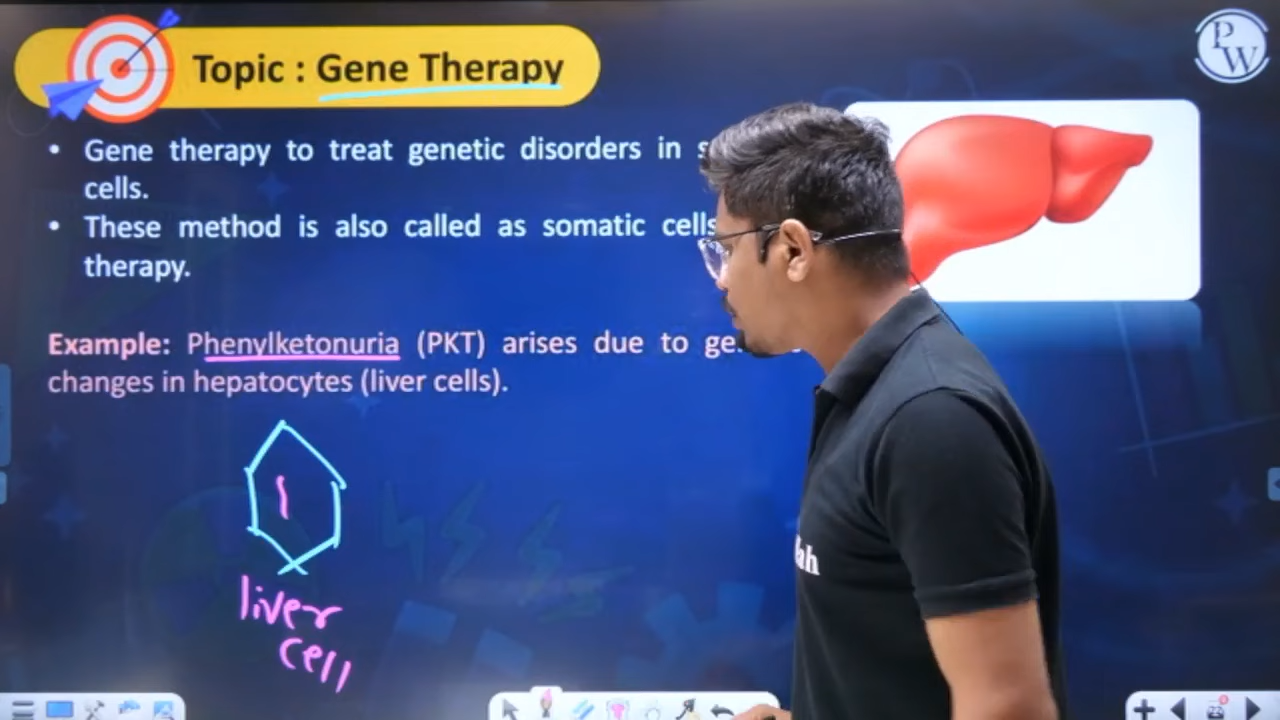 Topic : Gene Therapy
PW
• Gene therapy to treat genetic disorders in
cells.
• These method is also called as somatic cells
therapy.
Example: Phenylketonuria (PKT) arises due to
changes in hepatocytes (liver cells).
liver
cell